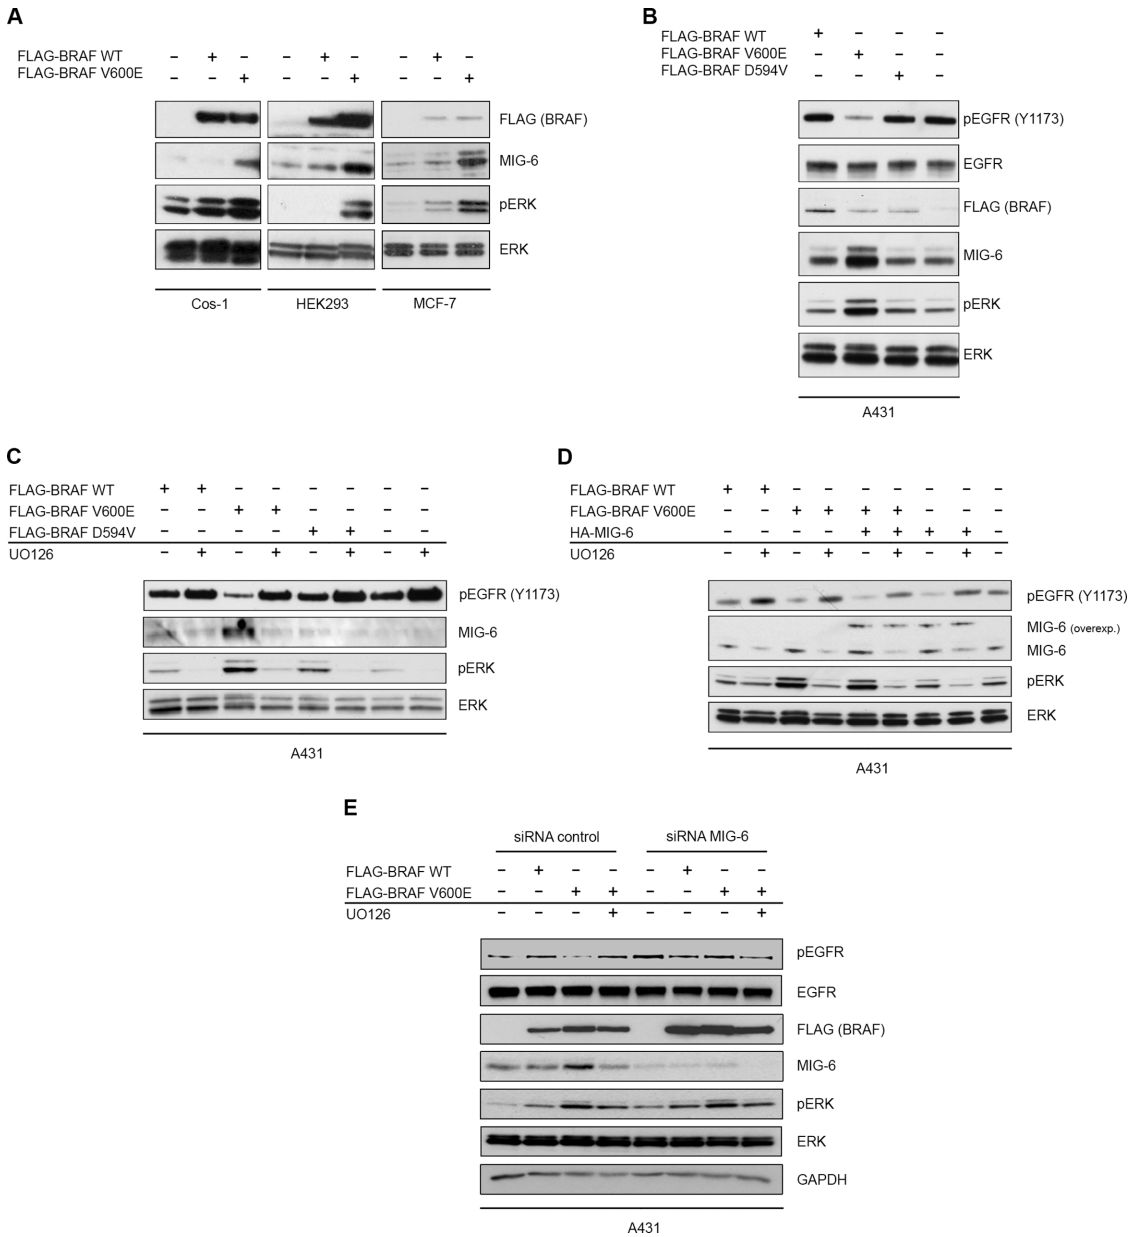 A
FLAG-BRAF WT – + – – + – – + –
FLAG-BRAF V600E – – + – – + – – +
FLAG (BRAF)
MIG-6
pERK
ERK
Cos-1 HEK293 MCF-7
B
FLAG-BRAF WT + – – –
FLAG-BRAF V600E – + – –
FLAG-BRAF D594V – – + –
pEGFR (Y1173)
EGFR
FLAG (BRAF)
MIG-6
pERK
ERK
A431
C
FLAG-BRAF WT + + – – – – – –
FLAG-BRAF V600E – – + + – – – –
FLAG-BRAF D594V – – – – + + – –
UO126 – + – + – + – +
pEGFR (Y1173)
MIG-6
pERK
ERK
A431
D
FLAG-BRAF WT + + – – – – – – –
FLAG-BRAF V600E – – + + + + – – –
HA-MIG-6 – – – – + + + + –
UO126 – + – + – + – + –
pEGFR (Y1173)
MIG-6 (overexp.)
MIG-6
pERK
ERK
A431
E
siRNA control siRNA MIG-6
FLAG-BRAF WT – + – – – + – –
FLAG-BRAF V600E – – + + – – + +
UO126 – – – + – – – +
pEGFR
EGFR
FLAG (BRAF)
MIG-6
pERK
ERK
GAPDH
A431